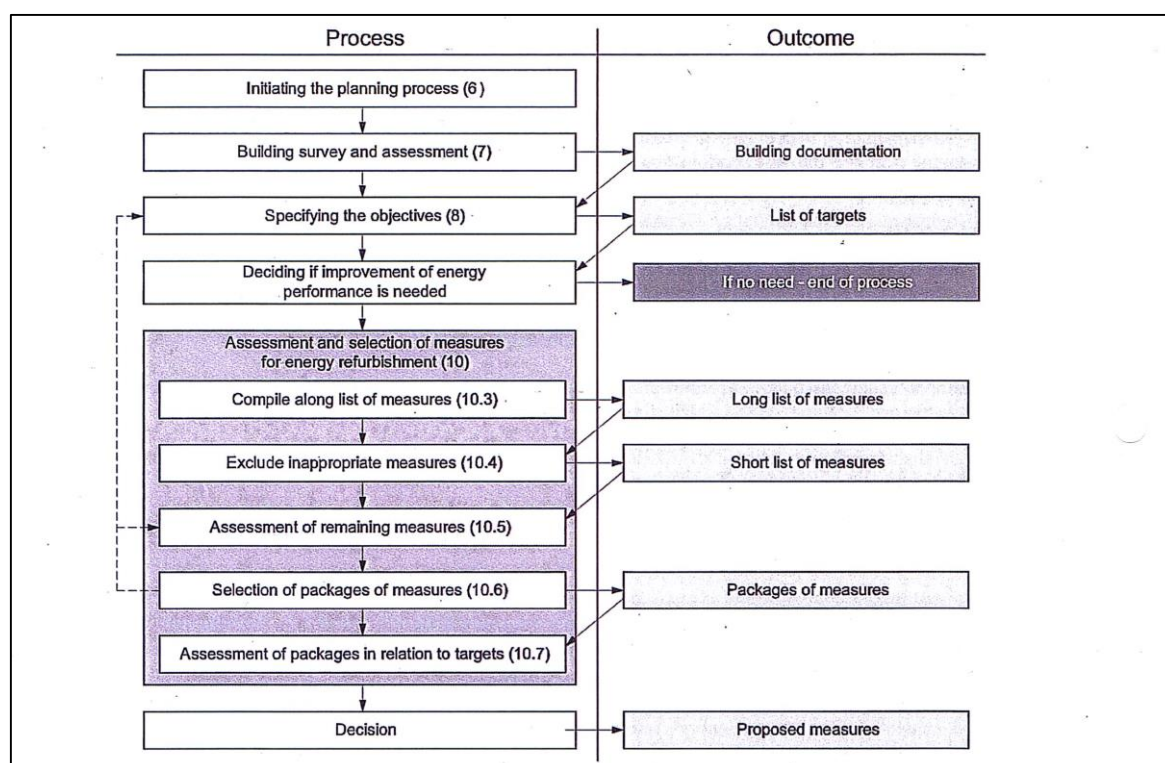 Process
Outcome
Initiating the planning process (6)
Building survey and assessment (7)
Building documentation
Specifying the objectives (8)
List of targets
Deciding if improvement of energy
performance is needed
If no need - end of process
Assessment and selection of measures
for energy refurbishment (10)
Compile along list of measures (10.3)
Long list of measures
Exclude inappropriate measures (10.4)
Short list of measures
Assessment of remaining measures (10.5)
Selection of packages of measures (10.6)
Packages of measures
Assessment of packages in relation to targets (10.7)
Decision
Proposed measures